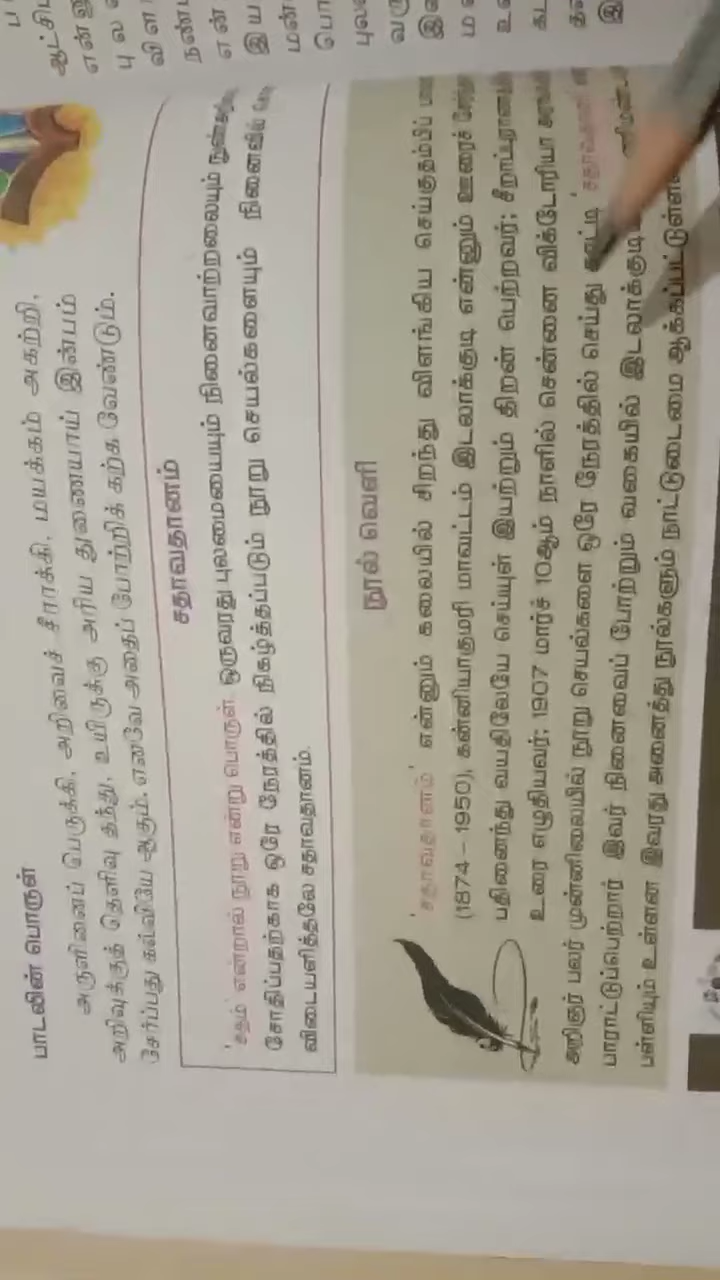 பாடலின் பொருள்
அருளினைப் பெருக்கி, அறிவைச் சீராக்கி, மயக்கம் அகற்றி,
அறிவுக்குத் தெளிவு தந்து, உயிருக்கு அரிய துணையாய் இன்பம்
சேர்ப்பது கல்வியே ஆகும். எனவே அதைப் போற்றிக் கற்க வேண்டும்.
சதாவதானம்
'சதம்' என்றால் நூறு என்று பொருள். ஒருவரது புலமையையும் நினைவாற்றலையும்
சோதிப்பதற்காக ஒரே நேரத்தில் நிகழ்த்தப்படும் நூறு செயல்களையும் நினைவில்
விடையளித்தலே சதாவதானம்.
நூல் வெளி
'சதாவதானம்' என்னும் கலையில் சிறந்து விளங்கிய செய்குதம்பிப்
(1874 – 1950), கன்னியாகுமரி மாவட்டம் இடலாக்குடி என்னும் ஊரைச்
பதினைந்து வயதிலேயே செய்யுள் இயற்றும் திறன் பெற்றவர்;
உரை எழுதியவர்; 1907 மார்ச் 10ஆம் நாளில் சென்னை விக்டோரியா
அறிஞர் பலர் முன்னிலையில் நூறு செயல்களை ஒரே நேரத்தில் செய்து காட்டி
பாராட்டுப்பெற்றார் இவர் நினைவைப் போற்றும் வகையில் இடலாக்குடி
பள்ளியும் உள்ளன இவரது அனைத்து நூல்களும் நாட்டுடைமை